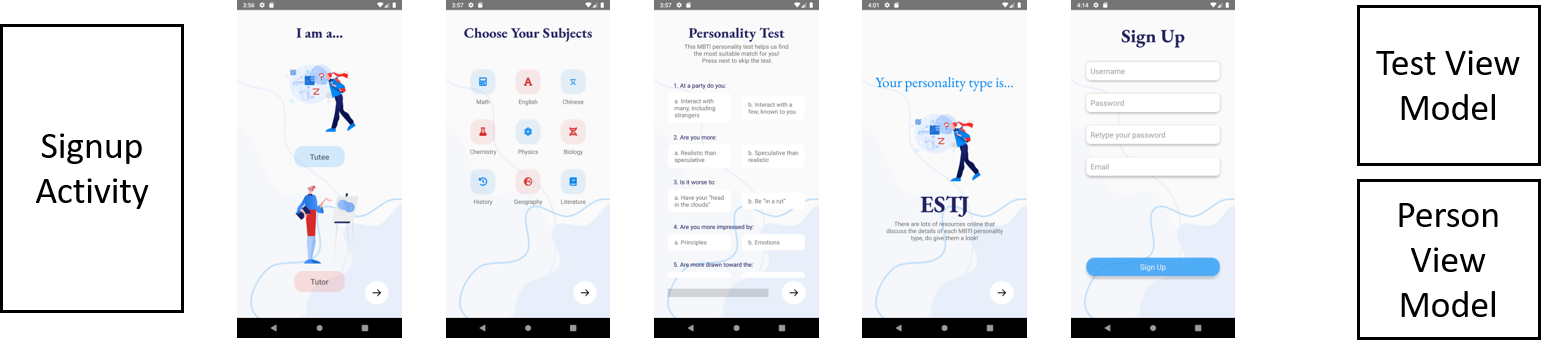 Signup
Activity
3:56
I am a...
Tutee
Tutor
3:57
Choose Your Subjects
Math
English
Chinese
Chemistry
Physics
Biology
History
Geography
Literature
3:57
Personality Test
This MBTI personality test helps us find
the most suitable match for you!
Press next to skip the test.
1. At a party do you:
a. Interact with
many, including
strangers
b. Interact with a
few, known to you
2. Are you more:
a. Realistic than
speculative
b. Speculative than
realistic
3. Is it worse to:
a. Have your "head
in the clouds"
b. Be "in a rut"
4. Are you more impressed by:
a. Principles
b. Emotions
5. Are more drawn toward the:
4:01
Your personality type is...
ESTJ
There are lots of resources online that
discuss the details of each MBTI personality
type, do give them a look!
4:14
Sign Up
Username
Password
Retype your password
Email
Sign Up
Test View
Model
Person
View
Model